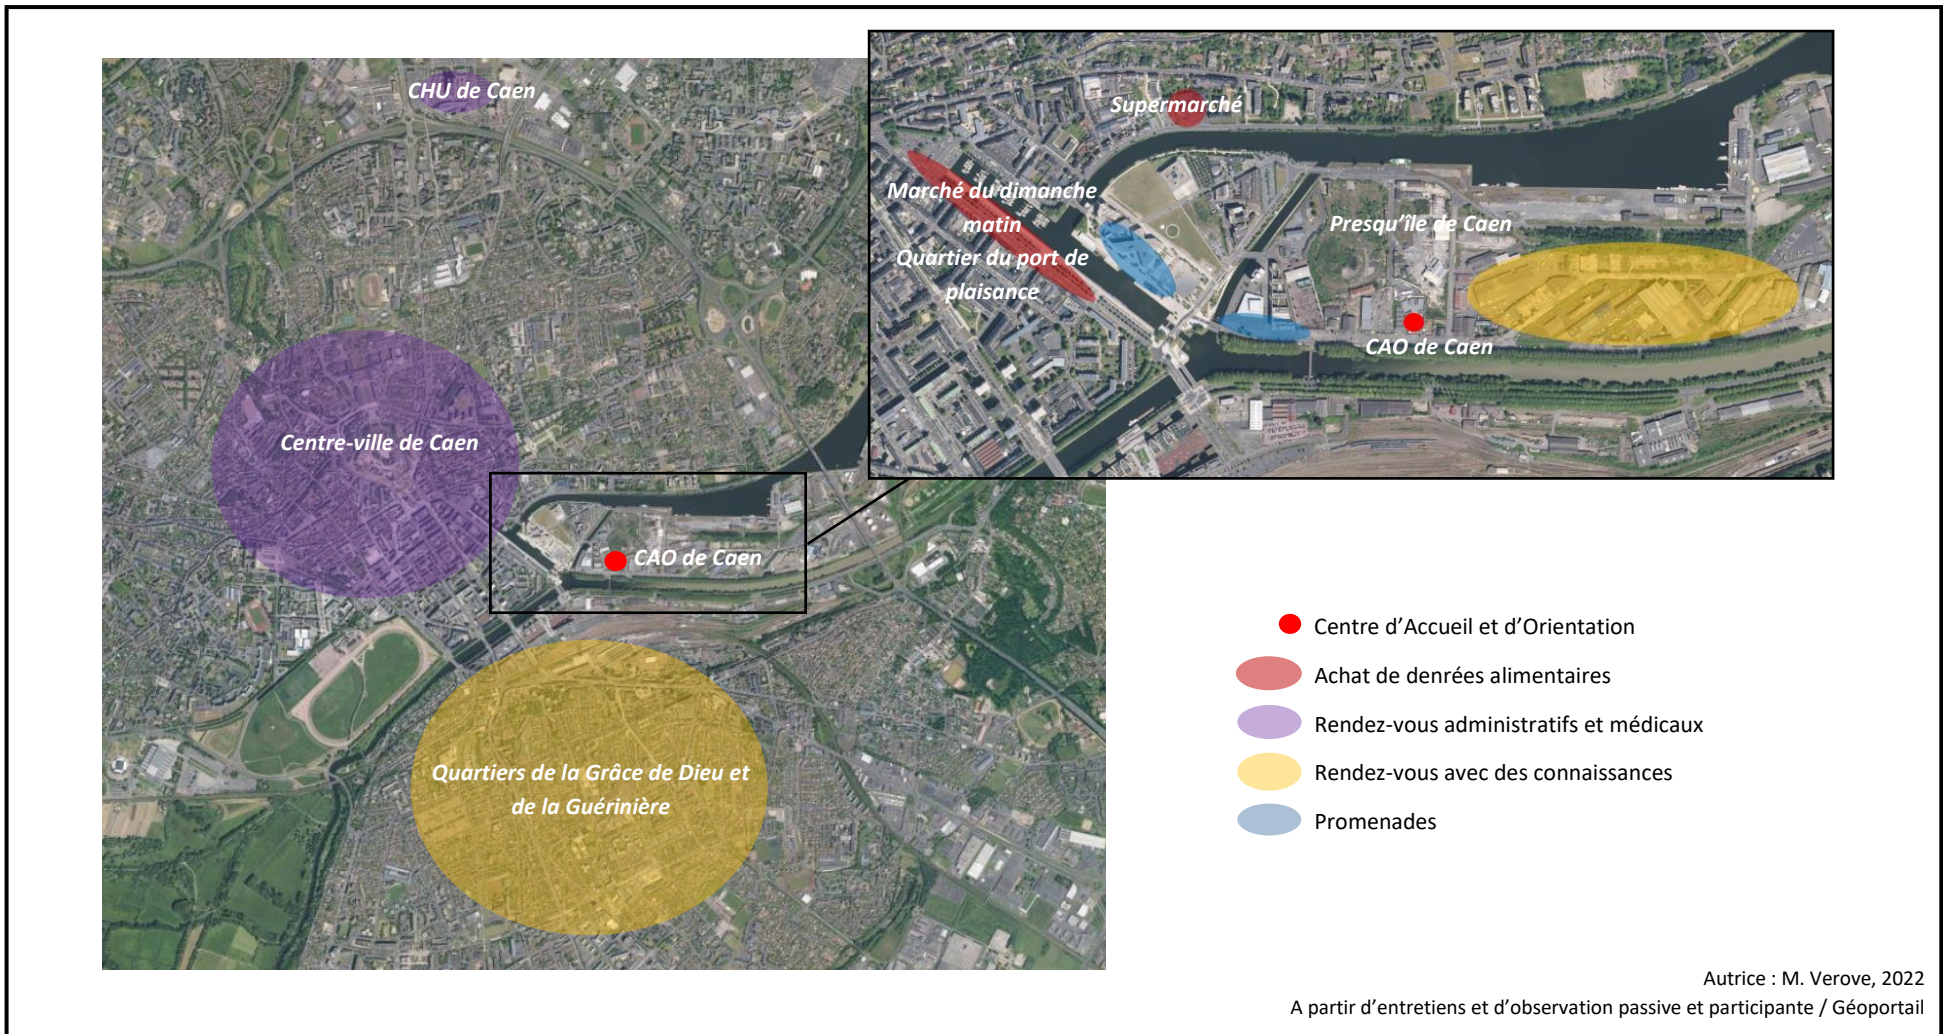 CHU de Caen
Centre-ville de Caen
CAO de Caen
Quartiers de la Grâce de Dieu et
de la Guérinière
Supermarché
Marché du dimanche
matin
Quartier du port de
plaisance
Presqu'île de Caen
CAO de Caen
Centre d'Accueil et d'Orientation
Achat de denrées alimentaires
Rendez-vous administratifs et médicaux
Rendez-vous avec des connaissances
Promenades
Autrice : M. Verove, 2022
A partir d'entretiens et d'observation passive et participante / Géoportail